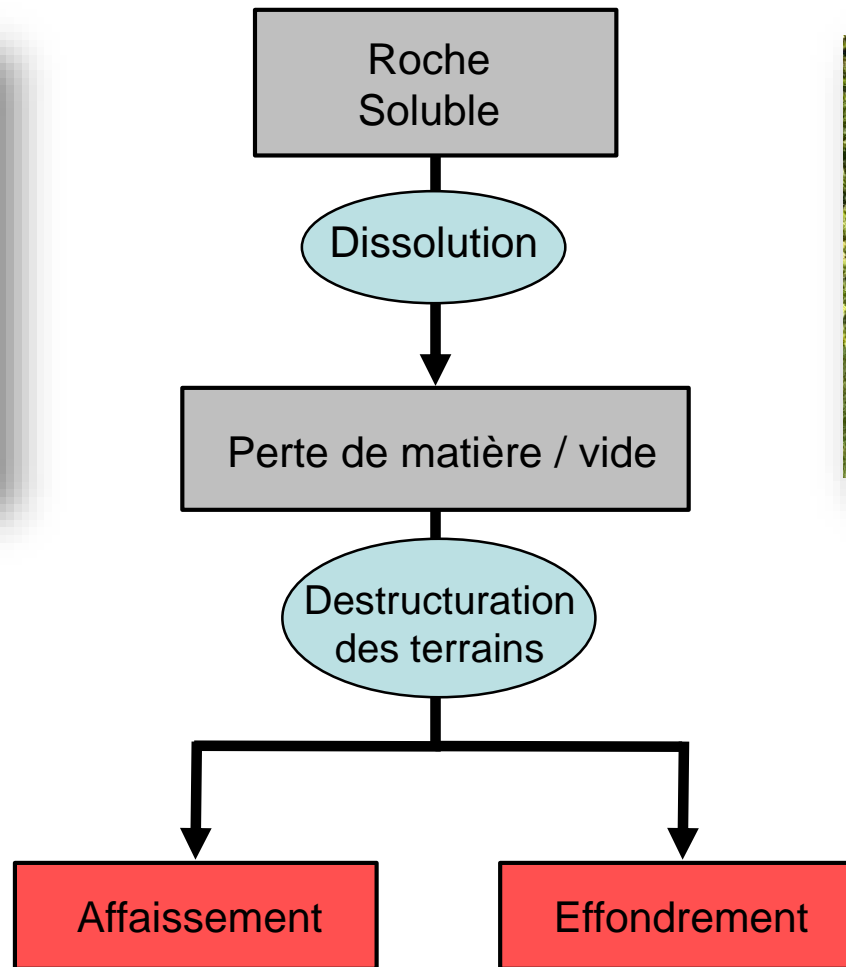 Roche
Soluble
Dissolution
Perte de matière / vide
Destructuration
des terrains
Affaissement
Effondrement